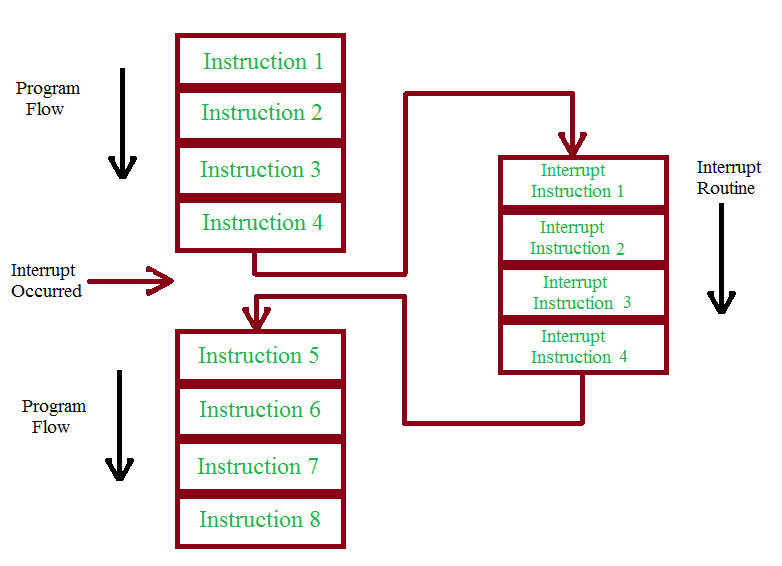 Program
Flow
Instruction 1
Instruction 2
Instruction 3
Instruction 4
Interrupt
Occurred
Interrupt
Instruction 1
Interrupt
Instruction 2
Interrupt
Instruction 3
Interrupt
Instruction 4
Interrupt
Routine
Program
Flow
Instruction 5
Instruction 6
Instruction 7
Instruction 8